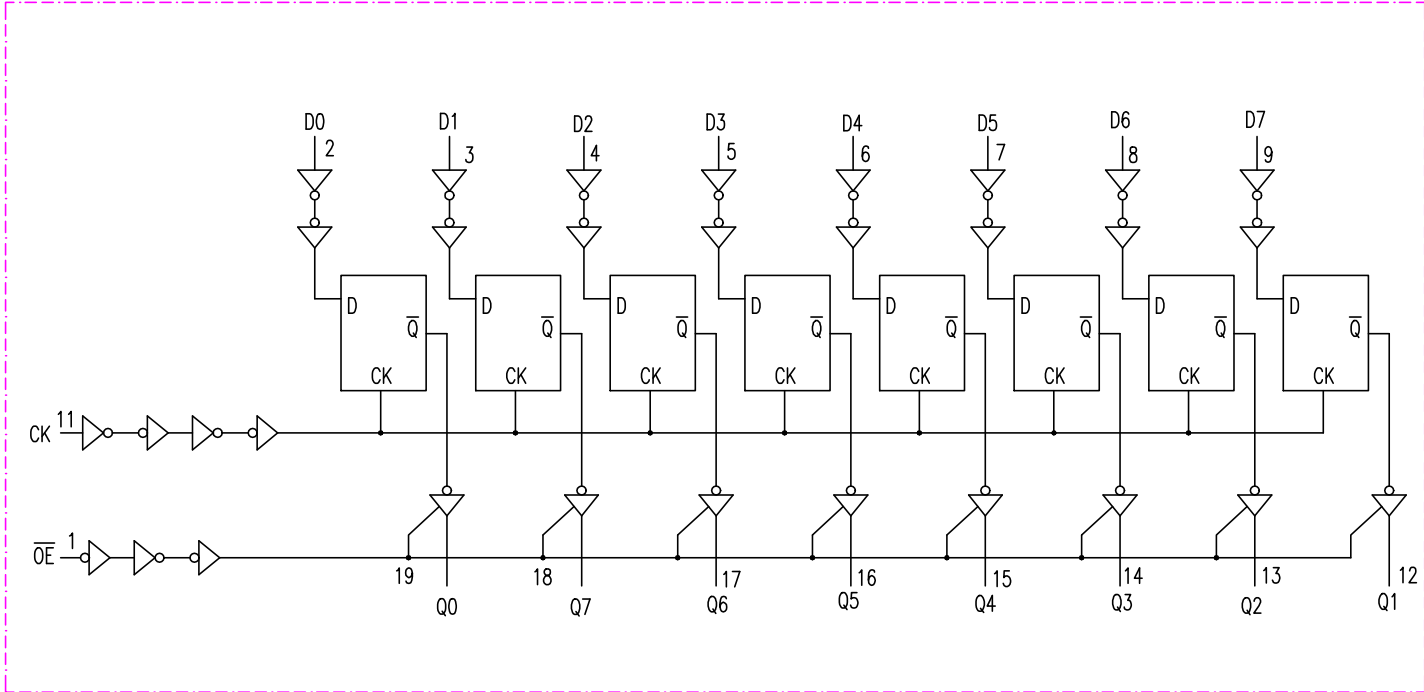 D0 D1 D2 D3 D4 D5 D6 D7
2 3 4 5 6 7 8 9
D D D D D D D D
Q̅ Q̅ Q̅ Q̅ Q̅ Q̅ Q̅ Q̅
CK CK CK CK CK CK CK CK
CK 11
O̅E̅ 1
19 18 17 16 15 14 13 12
Q0 Q7 Q6 Q5 Q4 Q3 Q2 Q1